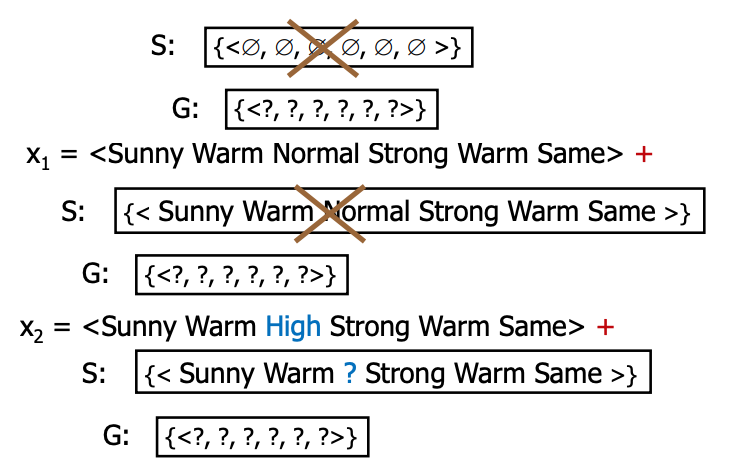 S: {<∅, ∅, ∅, ∅, ∅, ∅ >}
G: {<?, ?, ?, ?, ?, ?>}
x₁ = <Sunny Warm Normal Strong Warm Same> +
S: {< Sunny Warm Normal Strong Warm Same >}
G: {<?, ?, ?, ?, ?, ?>}
x₂ = <Sunny Warm High Strong Warm Same> +
S: {< Sunny Warm ? Strong Warm Same >}
G: {<?, ?, ?, ?, ?, ?>}